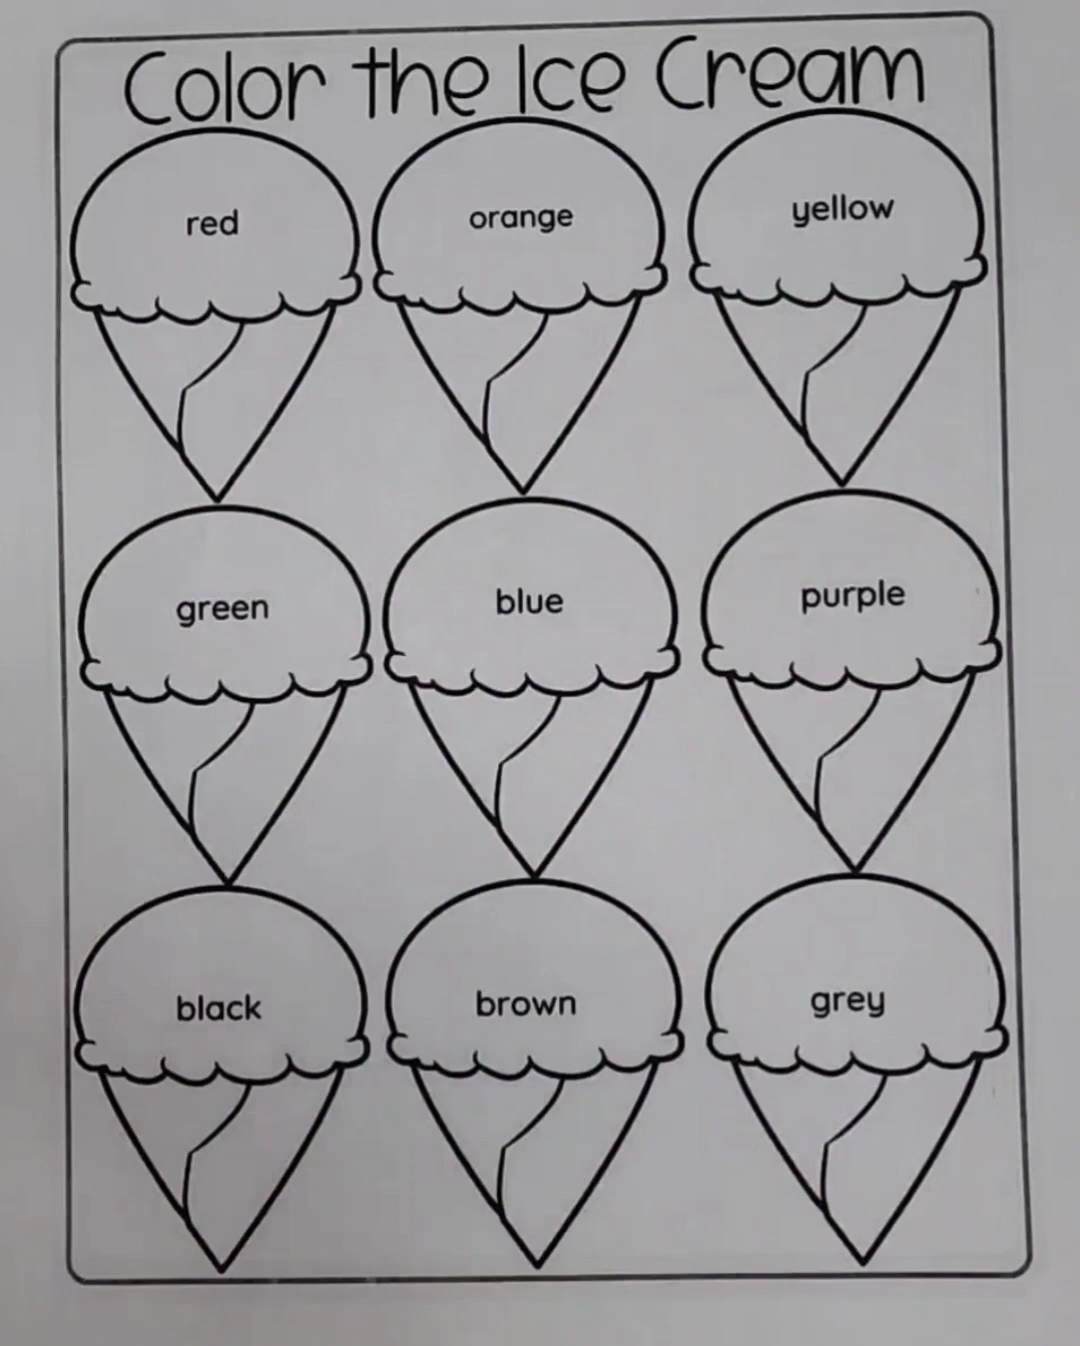 Color the Ice Cream
red orange yellow
green blue purple
black brown grey